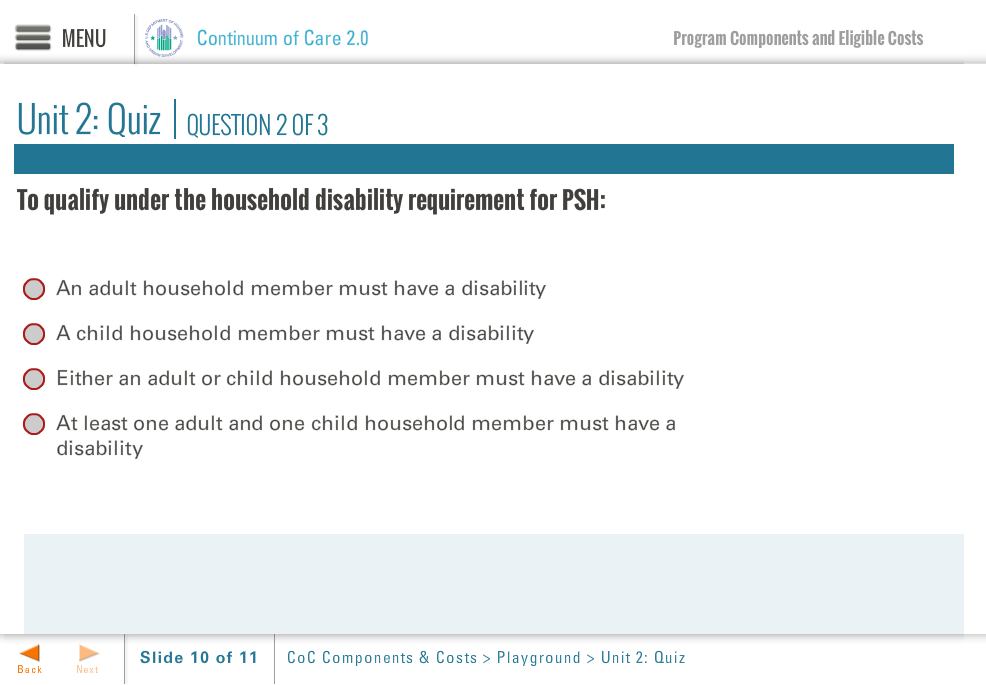 MENU
Continuum of Care 2.0
Program Components and Eligible Costs
Unit 2: Quiz
QUESTION 2 OF 3
To qualify under the household disability requirement for PSH:
An adult household member must have a disability
A child household member must have a disability
Either an adult or child household member must have a disability
At least one adult and one child household member must have a
disability
Back
Next
Slide 10 of 11
CoC Components & Costs > Playground > Unit 2: Quiz